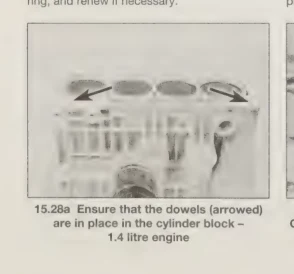 ring, and renew if necessary.
15.28a Ensure that the dowels (arrowed)
are in place in the cylinder block –
1.4 litre engine